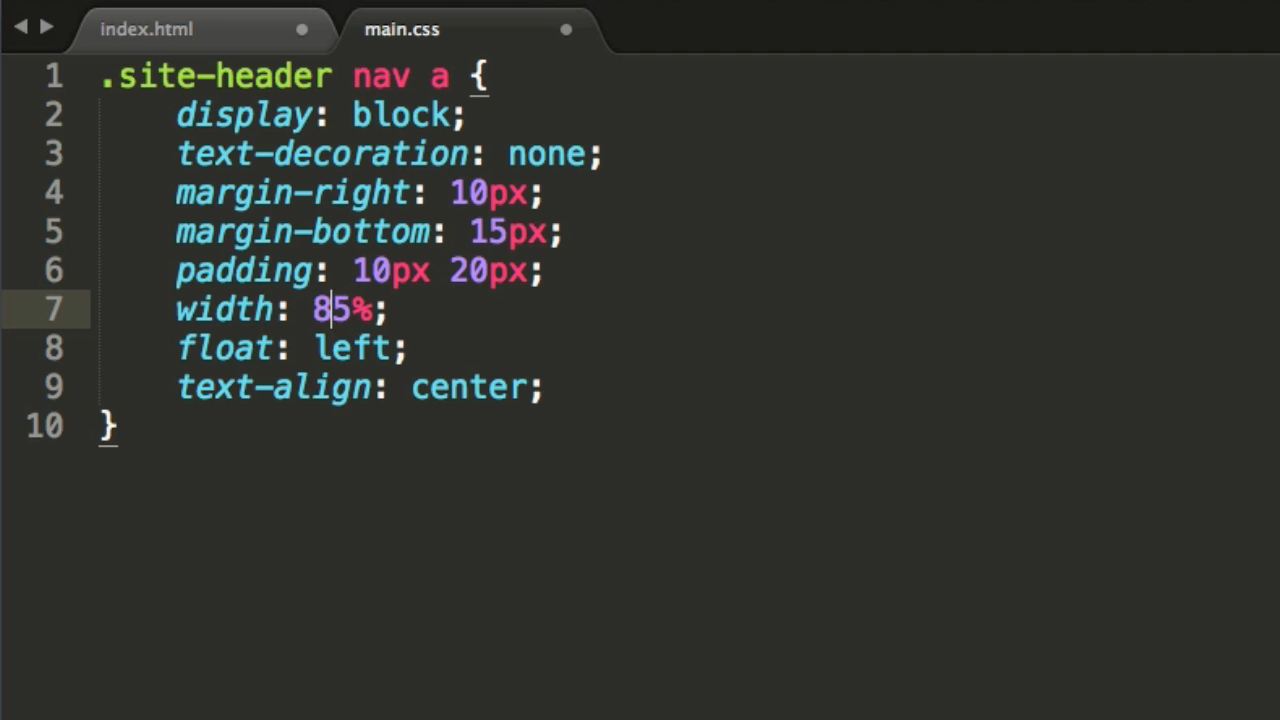 index.html main.css
1 .site-header nav a {
2 display: block;
3 text-decoration: none;
4 margin-right: 10px;
5 margin-bottom: 15px;
6 padding: 10px 20px;
7 width: 85%;
8 float: left;
9 text-align: center;
10 }